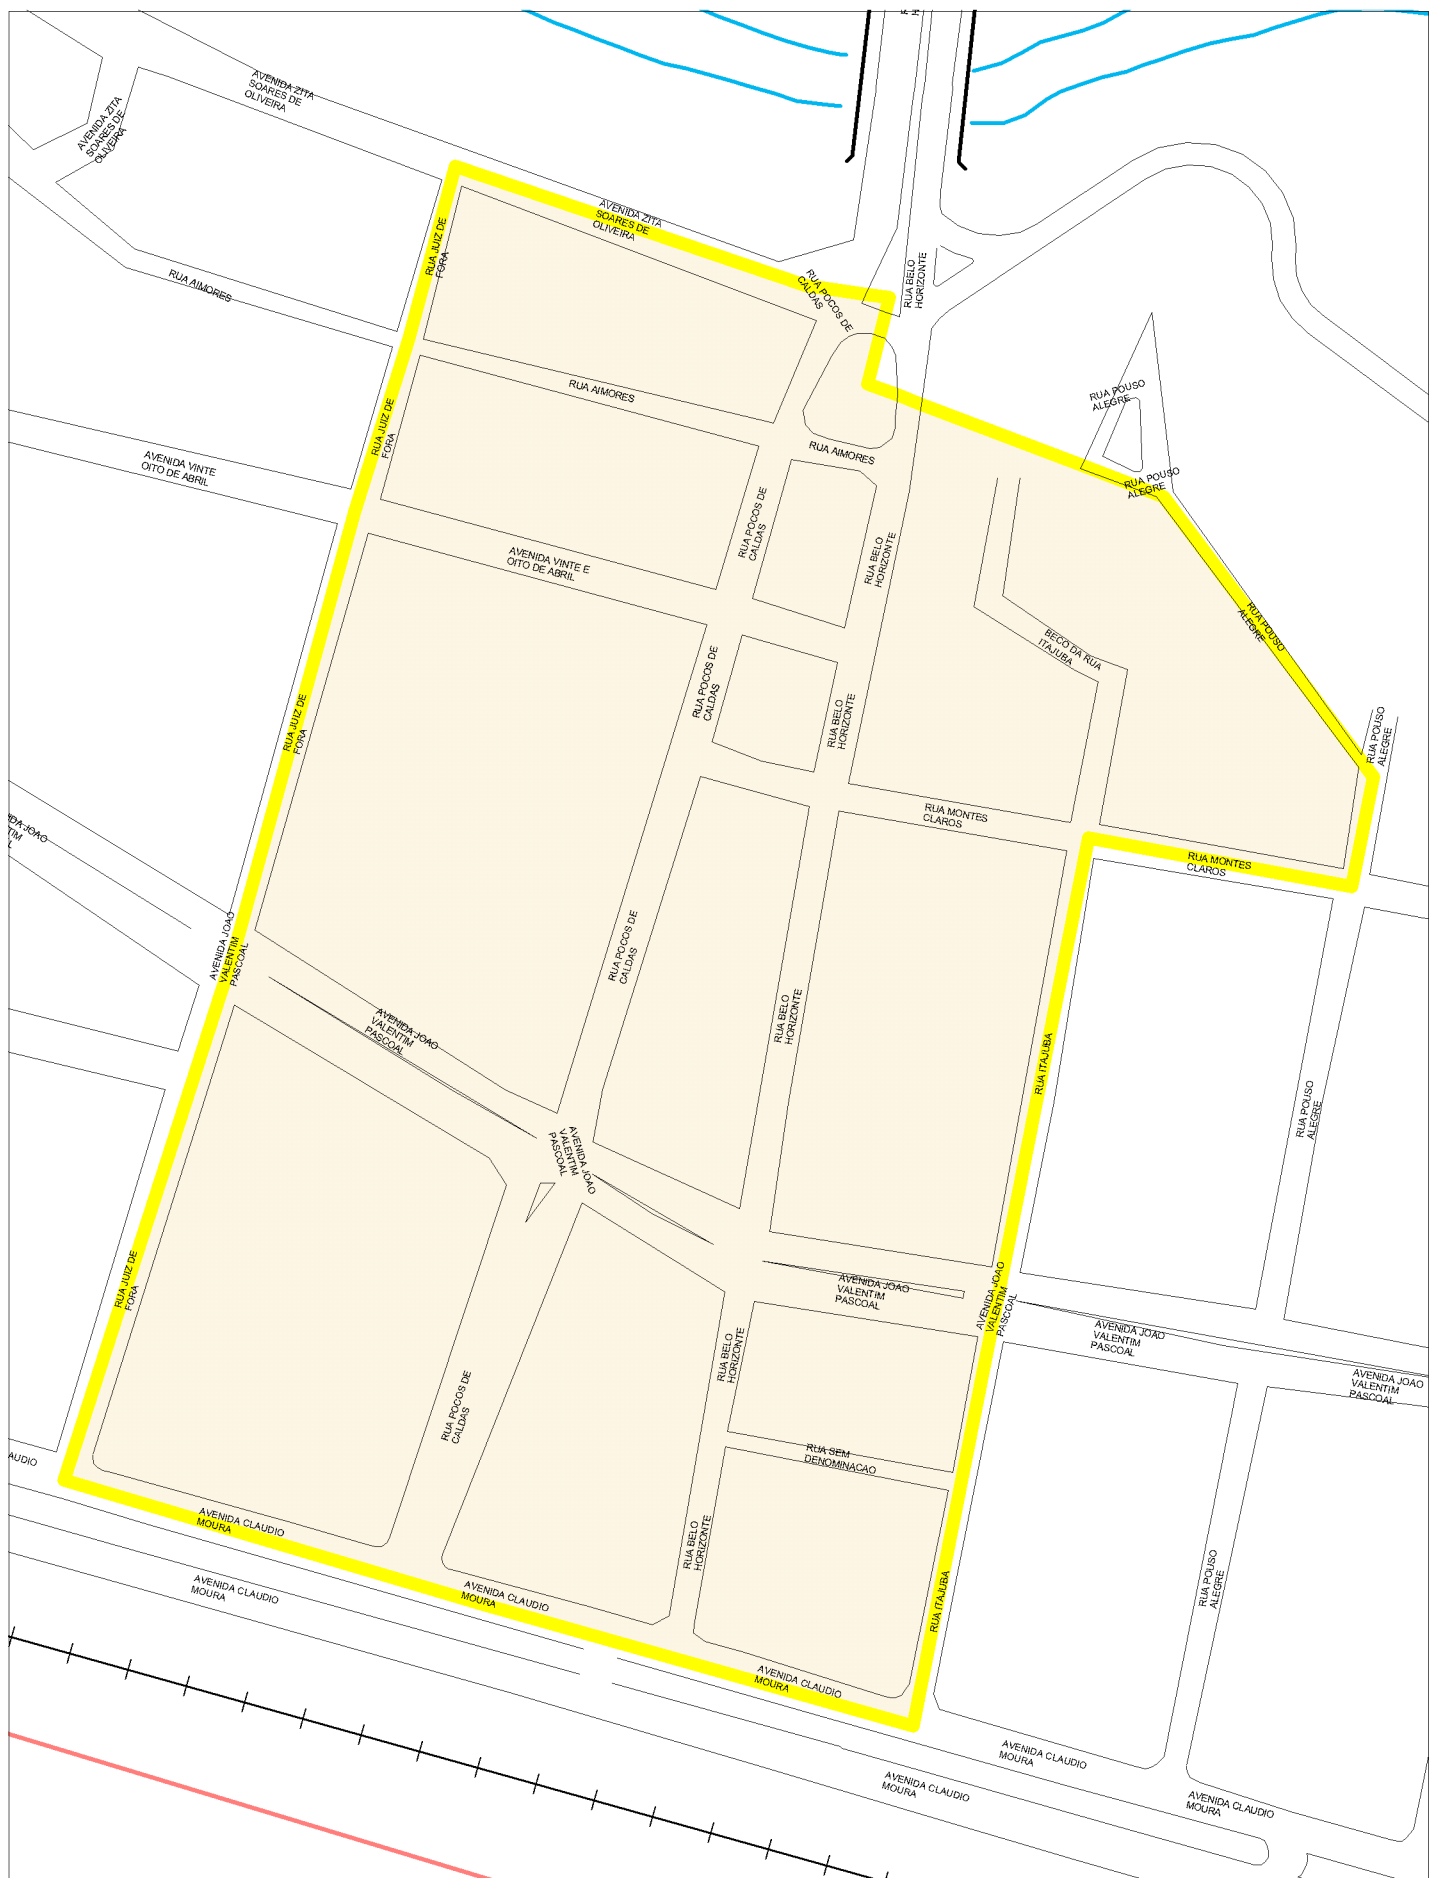 H
AVENIDA ZITA
SOARES DE
OLIVEIRA
AVENIDA ZITA
SOARES DE
OLIVEIRA
AVENIDA ZITA
SOARES DE
OLIVEIRA
RUA JUIZ DE
FORA
RUA AIMORES
RUA POCOS DE
CALDAS
RUA BELO
HORIZONTE
RUA AIMORES
RUA POUSO
ALEGRE
RUA JUIZ DE
FORA
RUA AIMORES
AVENIDA VINTE
OITO DE ABRIL
RUA POUSO
ALEGRE
RUA POCOS DE
CALDAS
AVENIDA VINTE E
OITO DE ABRIL
RUA BELO
HORIZONTE
RUA POUSO
ALEGRE
BECO DA RUA
ITAJUBA
RUA POCOS DE
CALDAS
RUA JUIZ DE
FORA
RUA BELO
HORIZONTE
RUA POUSO
ALEGRE
RUA MONTES
CLAROS
IDA JOAO
TIM
L
RUA MONTES
CLAROS
AVENIDA JOAO
VALENTIM
PASCOAL
RUA POCOS DE
CALDAS
AVENIDA JOAO
VALENTIM
PASCOAL
RUA BELO
HORIZONTE
RUA ITAJUBA
RUA POUSO
ALEGRE
AVENIDA JOAO
VALENTIM
PASCOAL
RUA JUIZ DE
FORA
AVENIDA JOAO
VALENTIM
PASCOAL
AVENIDA JOAO
VALENTIM
PASCOAL
AVENIDA JOAO
VALENTIM
PASCOAL
RUA BELO
HORIZONTE
AVENIDA JOAO
VALENTIM
PASCOAL
RUA POCOS DE
CALDAS
RUA SEM
DENOMINACAO
AUDIO
AVENIDA CLAUDIO
MOURA
RUA BELO
HORIZONTE
AVENIDA CLAUDIO
MOURA
AVENIDA CLAUDIO
MOURA
RUA ITAJUBA
RUA POUSO
ALEGRE
AVENIDA CLAUDIO
MOURA
AVENIDA CLAUDIO
MOURA
AVENIDA CLAUDIO
MOURA
AVENIDA CLAUDIO
MOURA